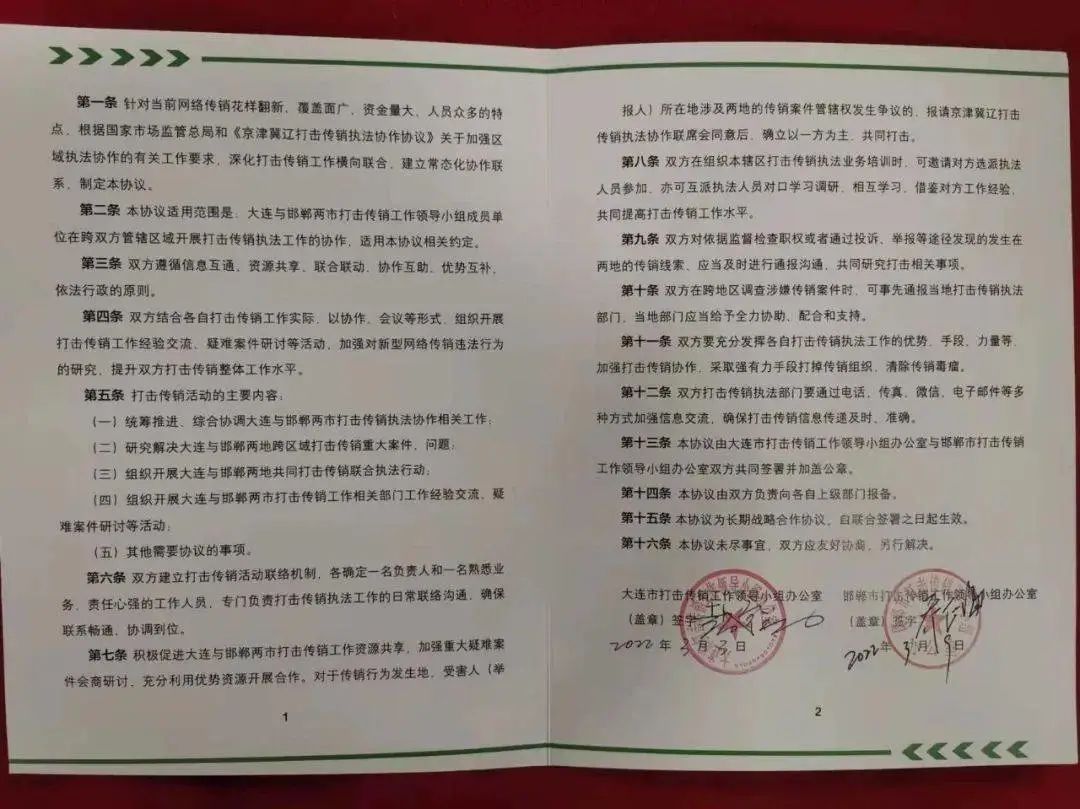 第一条 针对当前网络传销花样翻新、覆盖面广、资金量大、人员众多的特
点，根据国家市场监管总局和《京津冀辽打击传销执法协作协议》关于加强区
域执法协作的有关工作要求，深化打击传销工作横向联合，建立常态化协作联
系，制定本协议。
第二条 本协议适用范围是：大连与邯郸两市打击传销工作领导小组成员单
位在跨双方管辖区域开展打击传销执法工作的协作，适用本协议相关约定。
第三条 双方遵循信息互通、资源共享、联合联动、协作互助、优势互补、
依法行政的原则。
第四条 双方结合各自打击传销工作实际，以协作、会议等形式，组织开展
打击传销工作经验交流、疑难案件研讨等活动，加强对新型网络传销违法行为
的研究，提升双方打击传销整体工作水平。
第五条 打击传销活动的主要内容：
（一）统筹推进、综合协调大连与邯郸两市打击传销执法协作相关工作；
（二）研究解决大连与邯郸两地跨区域打击传销重大案件、问题；
（三）组织开展大连与邯郸两地共同打击传销联合执法行动；
（四）组织开展大连与邯郸两市打击传销工作相关部门工作经验交流、疑
难案件研讨等活动；
（五）其他需要协议的事项。
第六条 双方建立打击传销活动联络机制，各确定一名负责人和一名熟悉业
务，责任心强的工作人员，专门负责打击传销执法工作的日常联络沟通，确保
联系畅通，协调到位。
第七条 积极促进大连与邯郸两市打击传销工作资源共享，加强重大疑难案
件会商研讨，充分利用优势资源开展合作。对于传销行为发生地，受害人（举
1
报人）所在地涉及两地的传销案件管辖权发生争议的，报请京津冀辽打击
传销执法协作联席会同意后，确立以一方为主，共同打击。
第八条 双方在组织本辖区打击传销执法业务培训时，可邀请对方选派执法
人员参加，亦可互派执法人员对口学习调研，相互学习，借鉴对方工作经验，
共同提高打击传销工作水平。
第九条 双方对依据监督检查职权或者通过投诉、举报等途径发现的发生在
两地的传销线索，应当及时进行通报沟通，共同研究打击相关事项。
第十条 双方在跨地区调查涉嫌传销案件时，可事先通报当地打击传销执法
部门，当地部门应当给予全力协助、配合和支持。
第十一条 双方要充分发挥各自打击传销执法工作的优势、手段、力量等，
加强打击传销协作，采取强有力手段打掉传销组织，清除传销毒瘤。
第十二条 双方打击传销执法部门要通过电话、传真、微信、电子邮件等多
种方式加强信息交流，确保打击传销信息传递及时、准确。
第十三条 本协议由大连市打击传销工作领导小组办公室与邯郸市打击传销
工作领导小组办公室双方共同签署并加盖公章。
第十四条 本协议由双方负责向各自上级部门报备。
第十五条 本协议为长期战略合作协议，自联合签署之日起生效。
第十六条 本协议未尽事宜，双方应友好协商，另行解决。
大连市打击传销工作领导小组办公室 邯郸市打击传销工作领导小组办公室
（盖章）签字 （盖章）签字
2022年3月 日 2022年3月9日
2